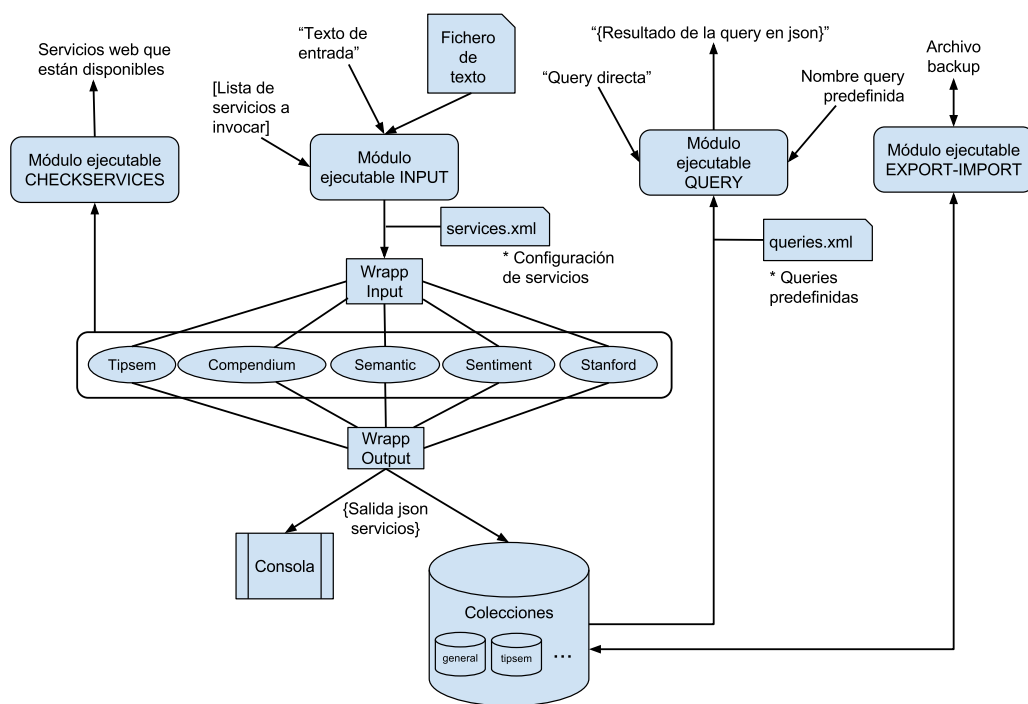 Servicios web que
están disponibles
“Texto de
entrada”
Fichero
de
texto
[Lista de
servicios a
invocar]
“{Resultado de la query en json}”
“Query directa”
Nombre query
predefinida
Archivo
backup
Módulo ejecutable
CHECKSERVICES
Módulo
ejecutable INPUT
Módulo
ejecutable
QUERY
Módulo ejecutable
EXPORT-IMPORT
services.xml
* Configuración
de servicios
queries.xml
* Queries
predefinidas
Wrapp
Input
Tipsem
Compendium
Semantic
Sentiment
Stanford
Wrapp
Output
{Salida json
servicios}
Consola
Colecciones
general
tipsem
...